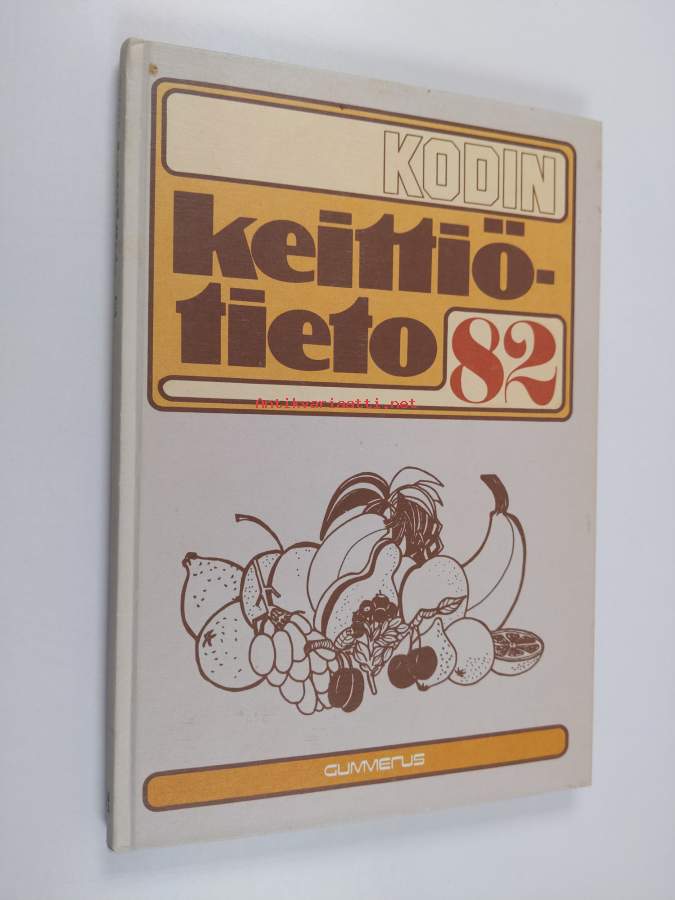 KODIN
keittiö-
tieto 82
Antikvariaatti.net
GUMMERUS